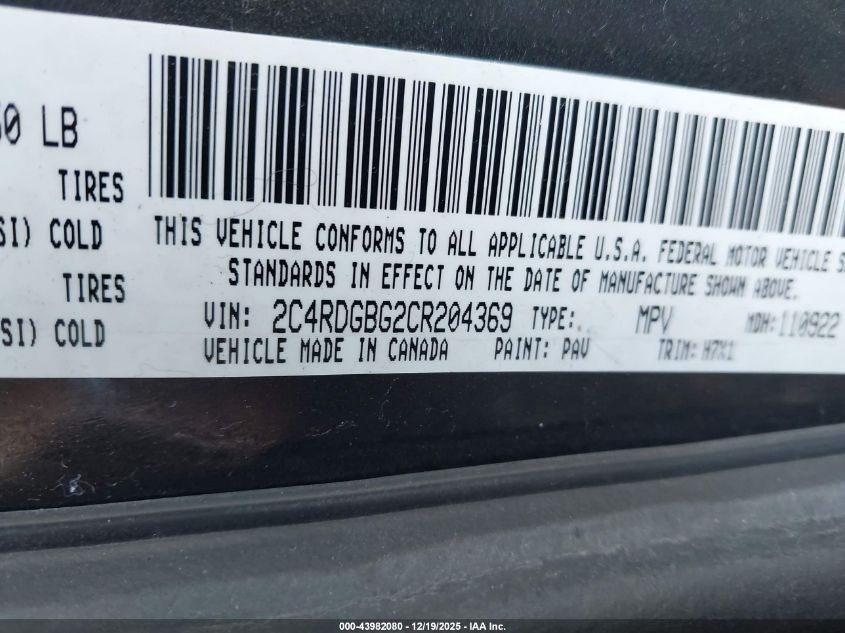 50 LB
TIRES
SI) COLD
TIRES
SI) COLD
THIS VEHICLE CONFORMS TO ALL APPLICABLE U.S.A. FEDERAL MOTOR VEHICLE S
STANDARDS IN EFFECT ON THE DATE OF MANUFACTURE SHOWN ABOVE.
VIN: 2C4RDGBG2CR204369 TYPE: MPV MDH: 110922
VEHICLE MADE IN CANADA PAINT: PAV TRIM: H7X1
000-43982080 - 12/19/2025 - IAA Inc.